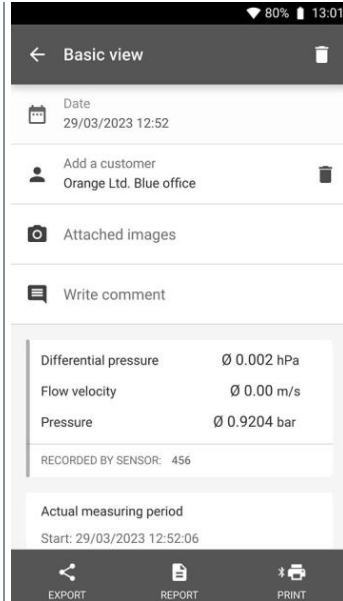 80% 13:01
Basic view
Date
29/03/2023 12:52
Add a customer
Orange Ltd. Blue office
Attached images
Write comment
Differential pressure Ø 0.002 hPa
Flow velocity Ø 0.00 m/s
Pressure Ø 0.9204 bar
RECORDED BY SENSOR: 456
Actual measuring period
Start: 29/03/2023 12:52:06
EXPORT REPORT PRINT